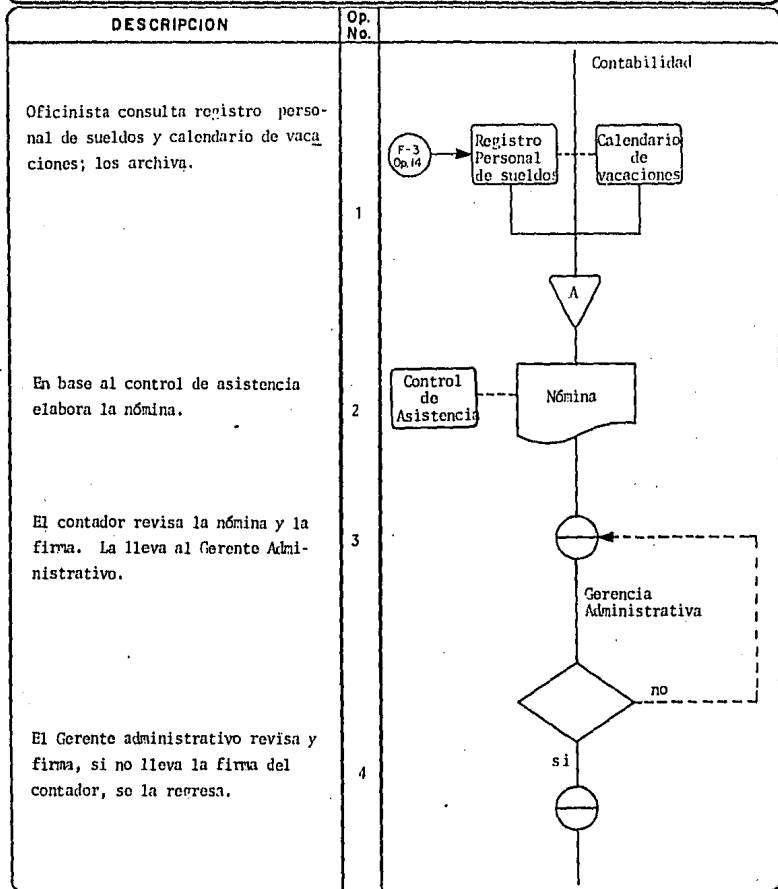 DESCRIPCION
Op.
No.
Contabilidad
Oficinista consulta registro perso-
nal de sueldos y calendario de vaca
ciones; los archiva.
1
F-3
Op.14
Registro
Personal
de sueldos
Calendario
de
vacaciones
A
En base al control de asistencia
elabora la nómina.
2
Control
de
Asistencia
Nómina
El contador revisa la nómina y la
firma. La lleva al Gerente Admi-
nistrativo.
3
Gerencia
Administrativa
no
si
El Gerente administrativo revisa y
firma, si no lleva la firma del
contador, se la regresa.
4